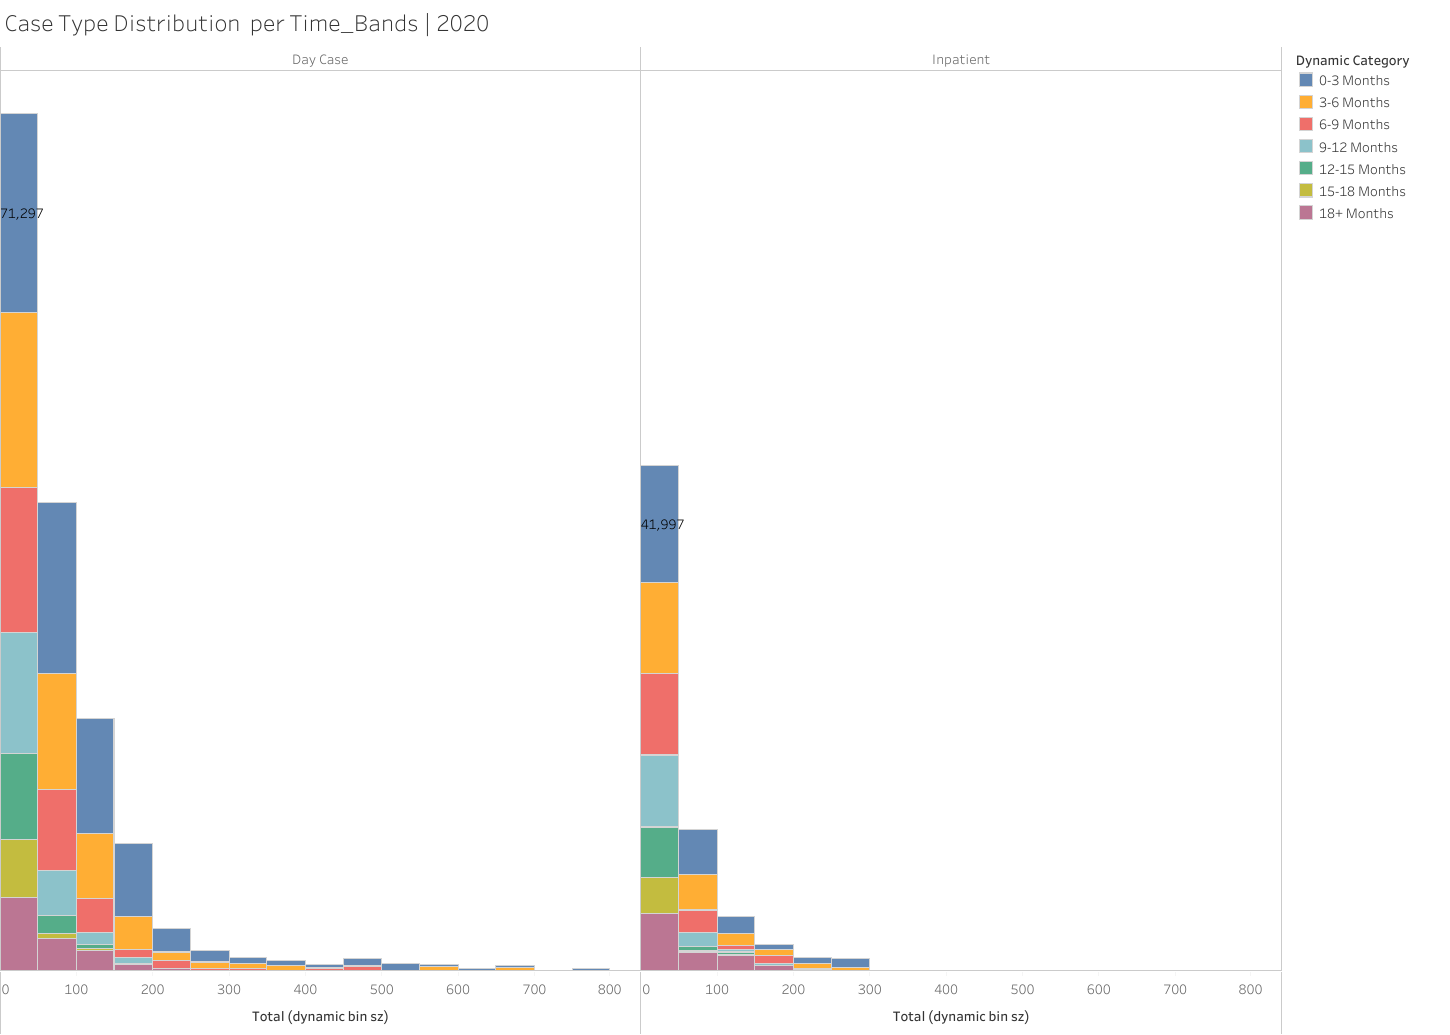 Case Type Distribution per Time_Bands | 2020
Day Case
Inpatient
Dynamic Category
0-3 Months
3-6 Months
6-9 Months
9-12 Months
12-15 Months
15-18 Months
18+ Months
71,297
41,997
0 100 200 300 400 500 600 700 800
0 100 200 300 400 500 600 700 800
Total (dynamic bin sz)
Total (dynamic bin sz)